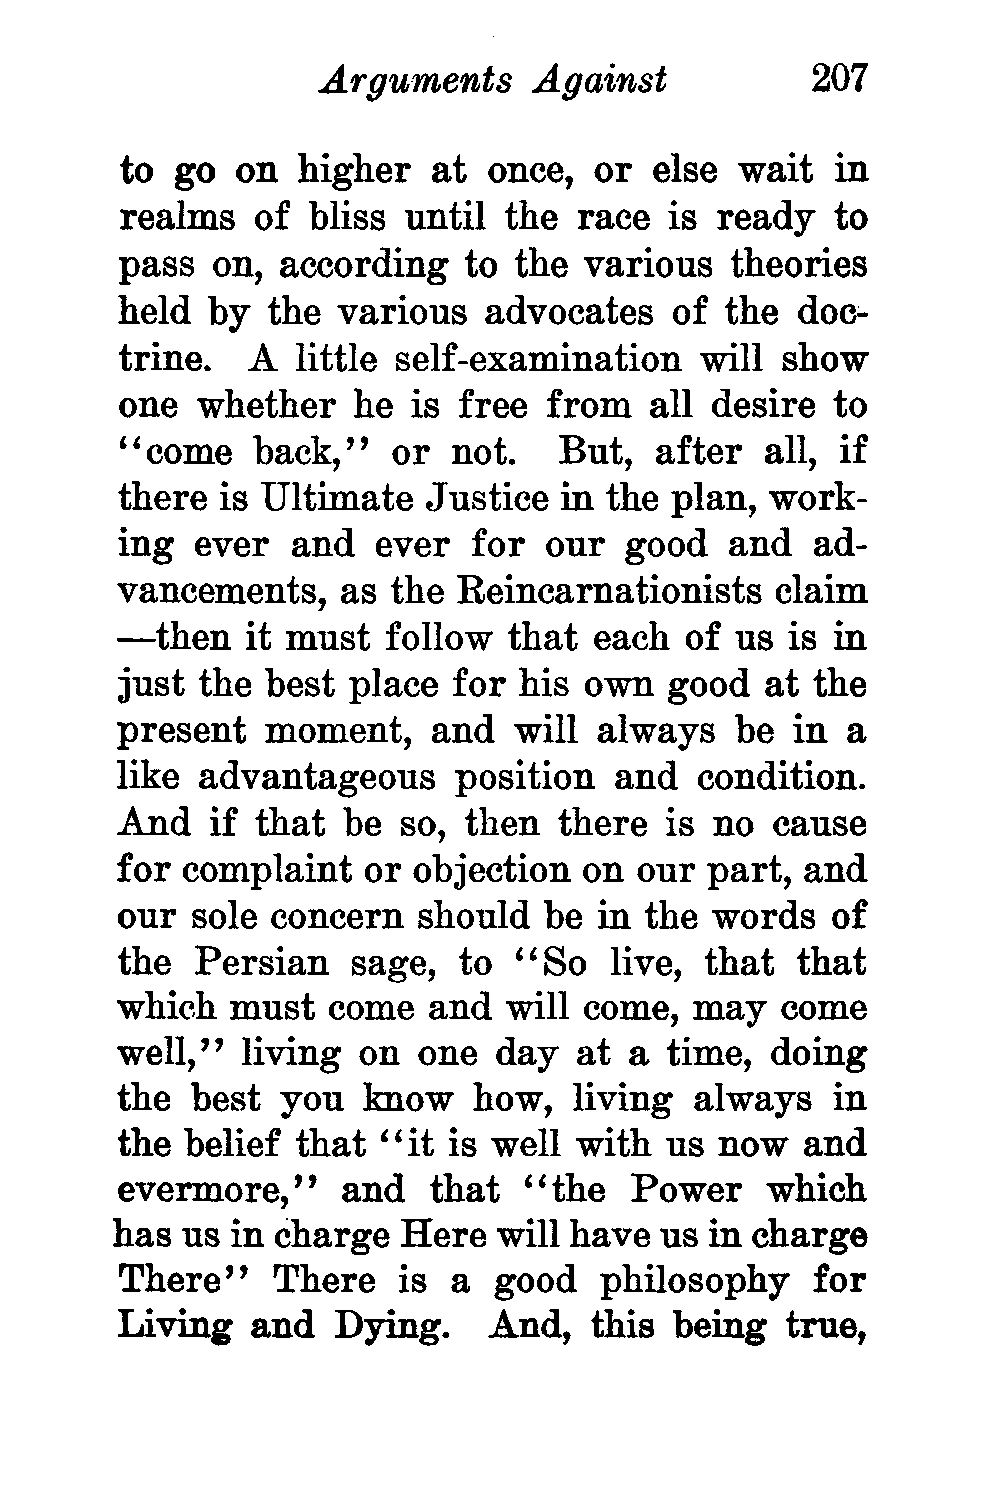 Arguments Against 207
to go on higher at once, or else wait in
realms of bliss until the race is ready to
pass on, according to the various theories
held by the various advocates of the doc-
trine. A little self-examination will show
one whether he is free from all desire to
“come back,” or not. But, after all, if
there is Ultimate Justice in the plan, work-
ing ever and ever for our good and ad-
vancements, as the Reincarnationists claim
—then it must follow that each of us is in
just the best place for his own good at the
present moment, and will always be in a
like advantageous position and condition.
And if that be so, then there is no cause
for complaint or objection on our part, and
our sole concern should be in the words of
the Persian sage, to “So live, that that
which must come and will come, may come
well,” living on one day at a time, doing
the best you know how, living always in
the belief that “it is well with us now and
evermore,” and that “the Power which
has us in charge Here will have us in charge
There” There is a good philosophy for
Living and Dying. And, this being true,